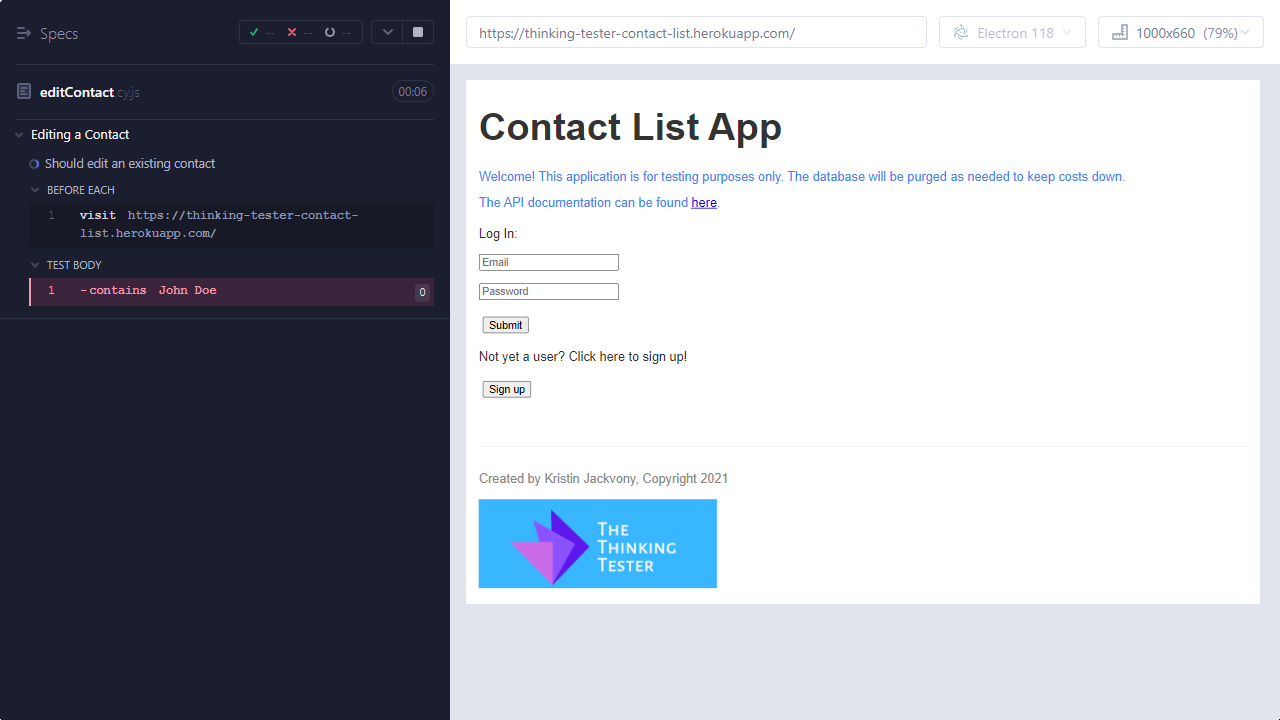 Specs
-- -- --
editContact.cy.js
00:06
Editing a Contact
Should edit an existing contact
BEFORE EACH
1 visit https://thinking-tester-contact-
list.herokuapp.com/
TEST BODY
1 -contains John Doe
0
https://thinking-tester-contact-list.herokuapp.com/
Electron 118
1000x660 (79%)
Contact List App
Welcome! This application is for testing purposes only. The database will be purged as needed to keep costs down.
The API documentation can be found here.
Log In:
Email
Password
Submit
Not yet a user? Click here to sign up!
Sign up
Created by Kristin Jackvony, Copyright 2021
THE
THINKING
TESTER